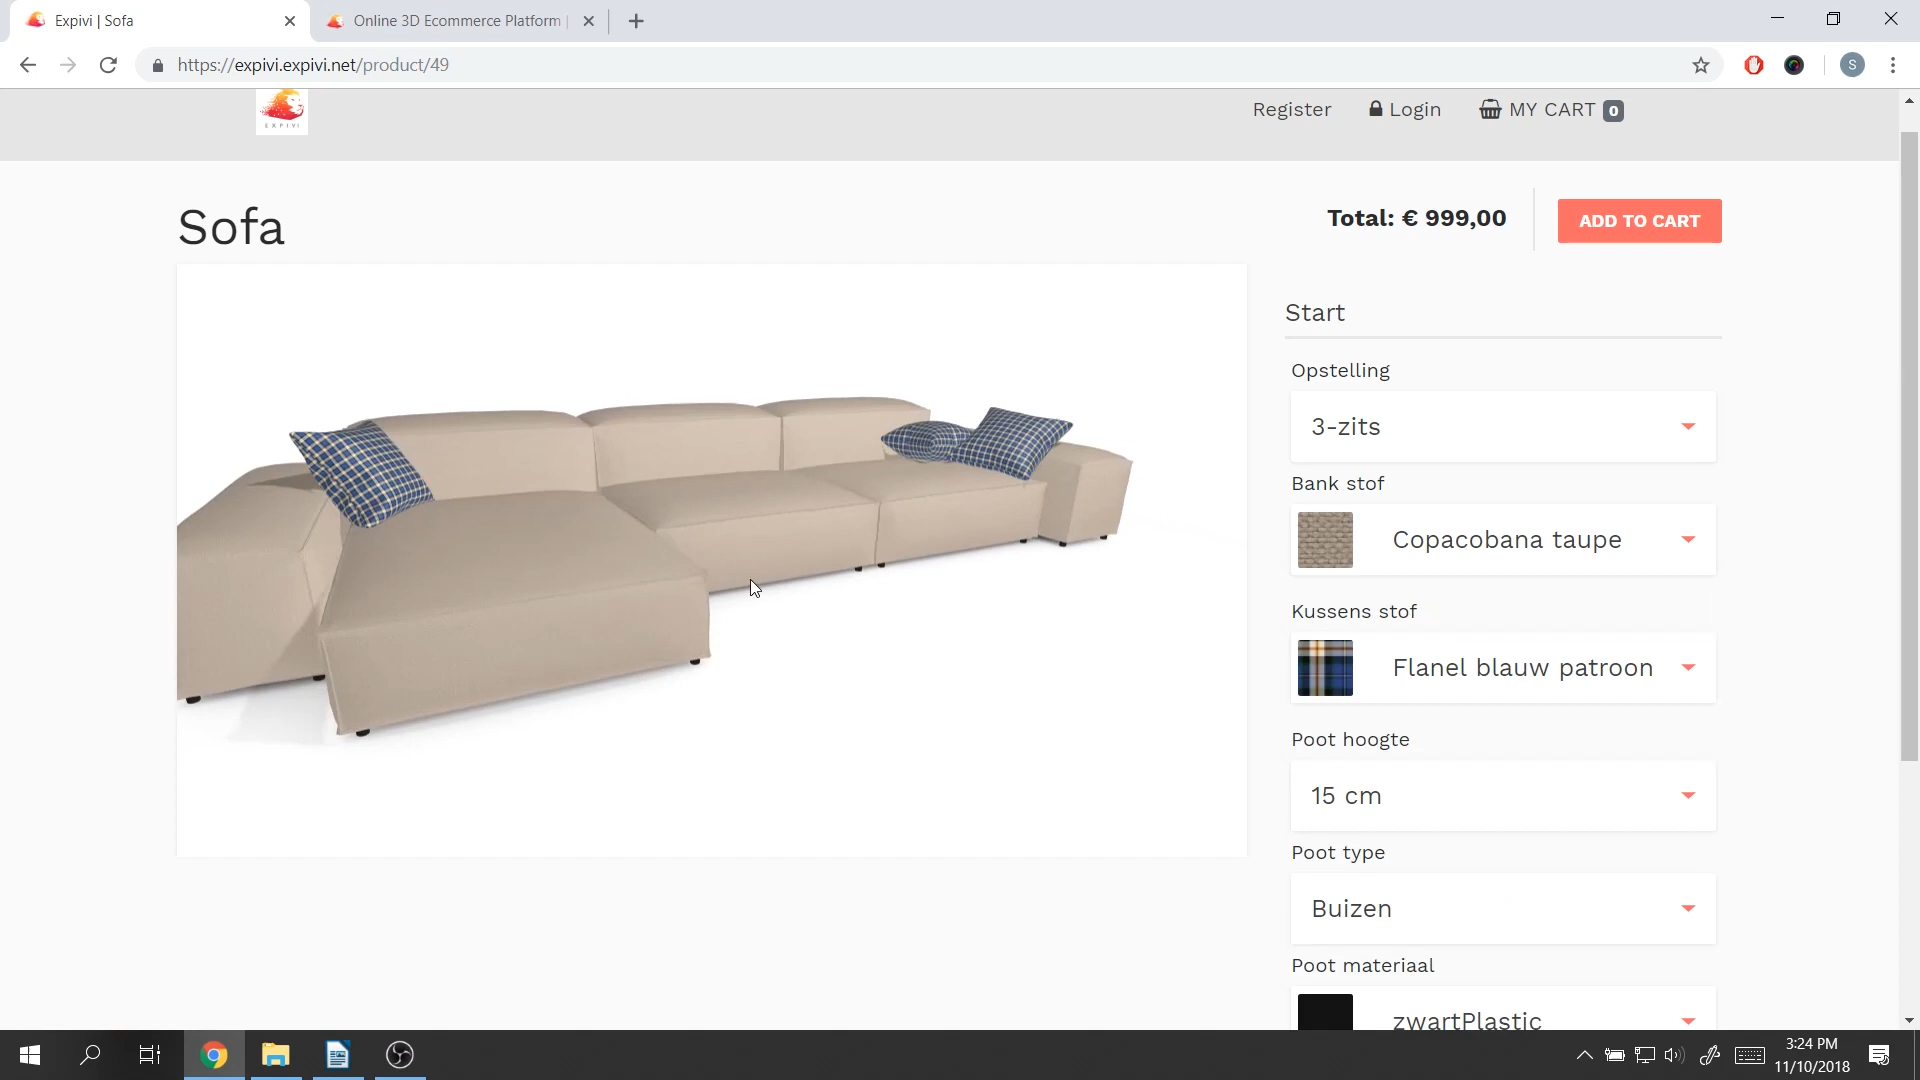 Expivi | Sofa
Online 3D Ecommerce Platform |
https://expivi.expivi.net/product/49
S
EXPIVI
Register
Login
MY CART 0
Sofa
Total: € 999,00
ADD TO CART
Start
Opstelling
3-zits
Bank stof
Copacobana taupe
Kussens stof
Flanel blauw patroon
Poot hoogte
15 cm
Poot type
Buizen
Poot materiaal
zwartPlastic
3:24 PM
11/10/2018